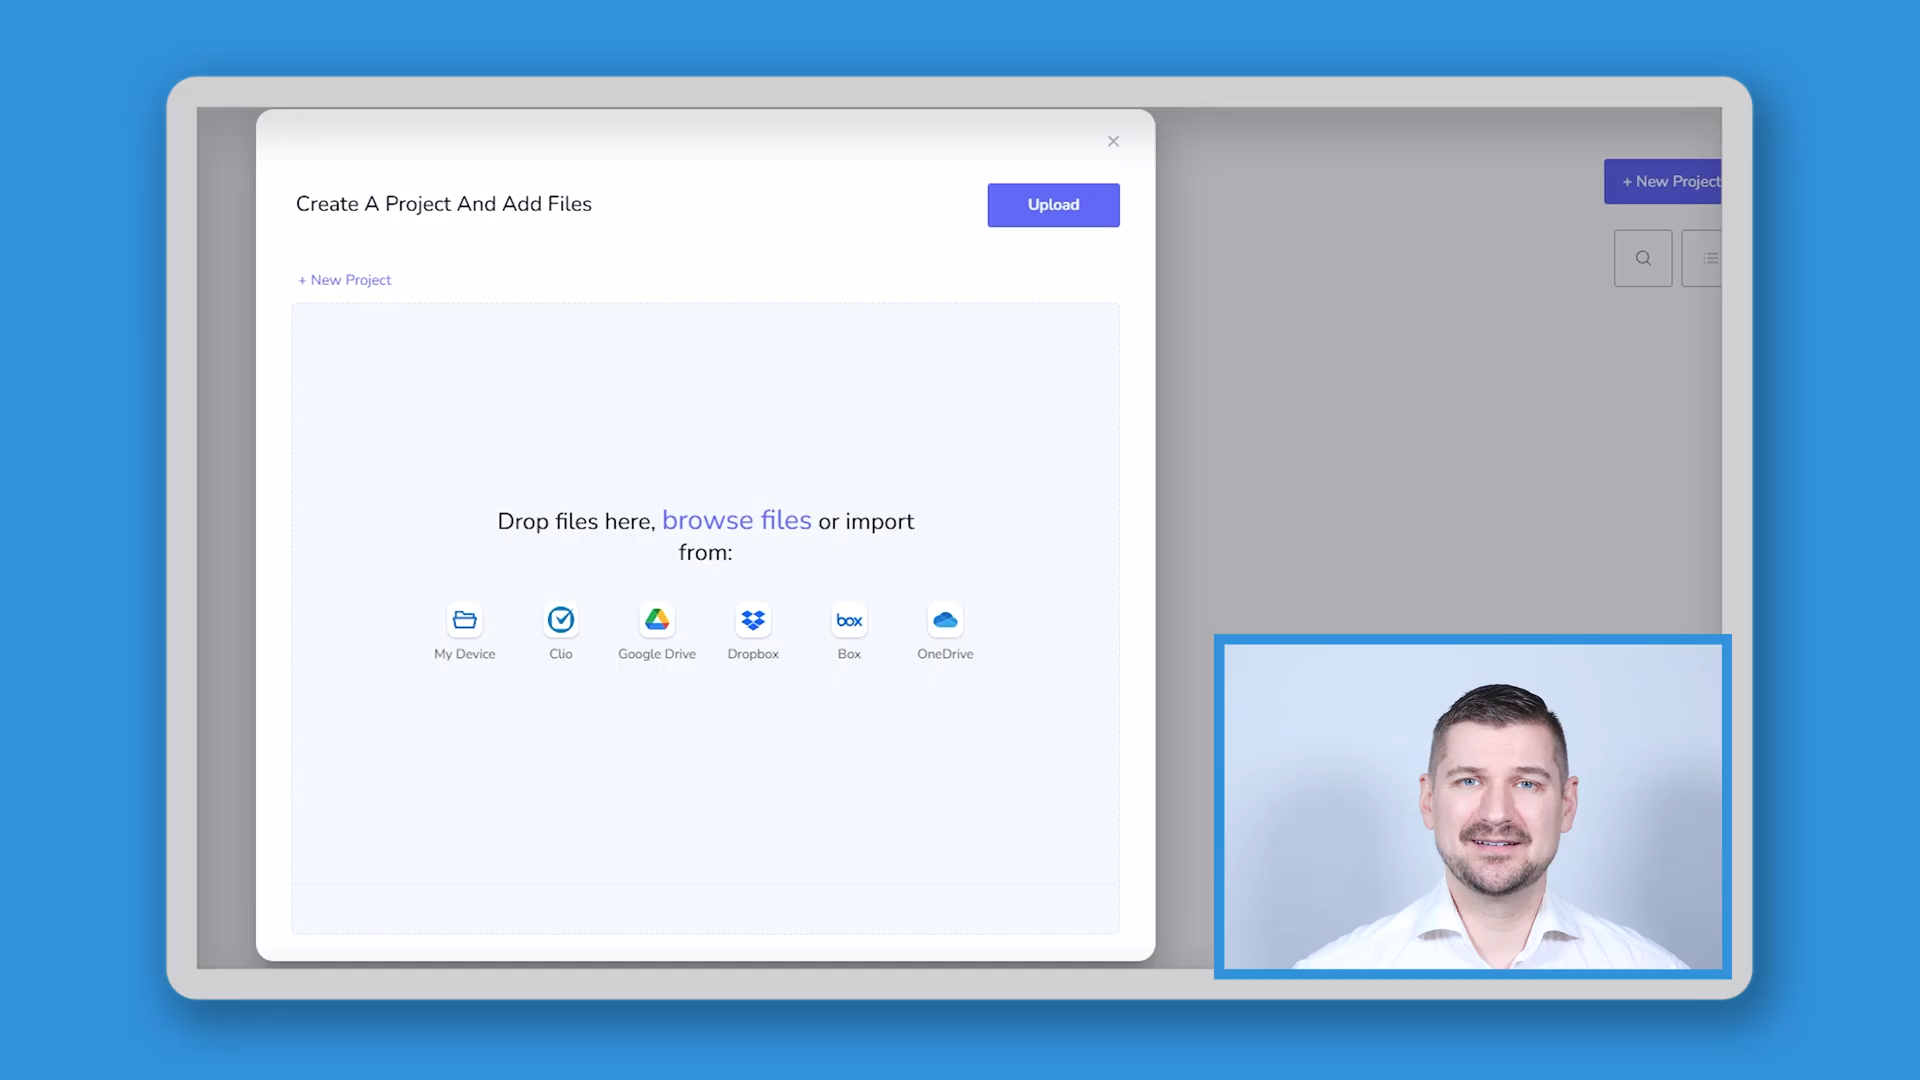 Create A Project And Add Files
Upload
+ New Project
+ New Project
Drop files here, browse files or import
from:
box
My Device
Clio
Google Drive
Dropbox
Box
OneDrive